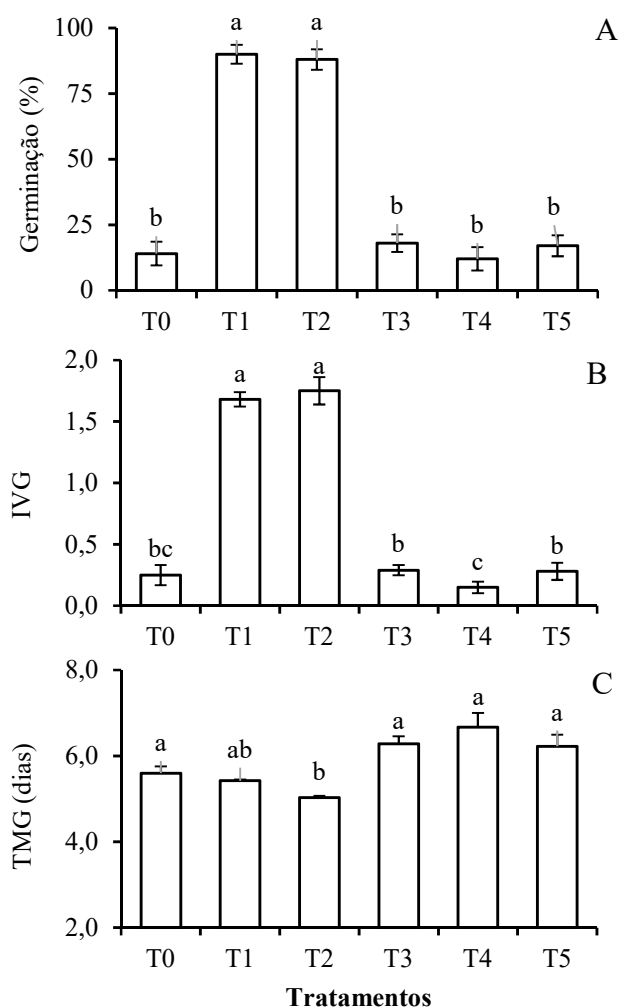 A
Germinação (%)
100
75
50
25
0
a a
b b b b
T0 T1 T2 T3 T4 T5
B
IVG
2,0
1,5
1,0
0,5
0,0
a a
bc b c b
T0 T1 T2 T3 T4 T5
C
TMG (dias)
8,0
6,0
4,0
2,0
a ab b a a a
T0 T1 T2 T3 T4 T5
Tratamentos